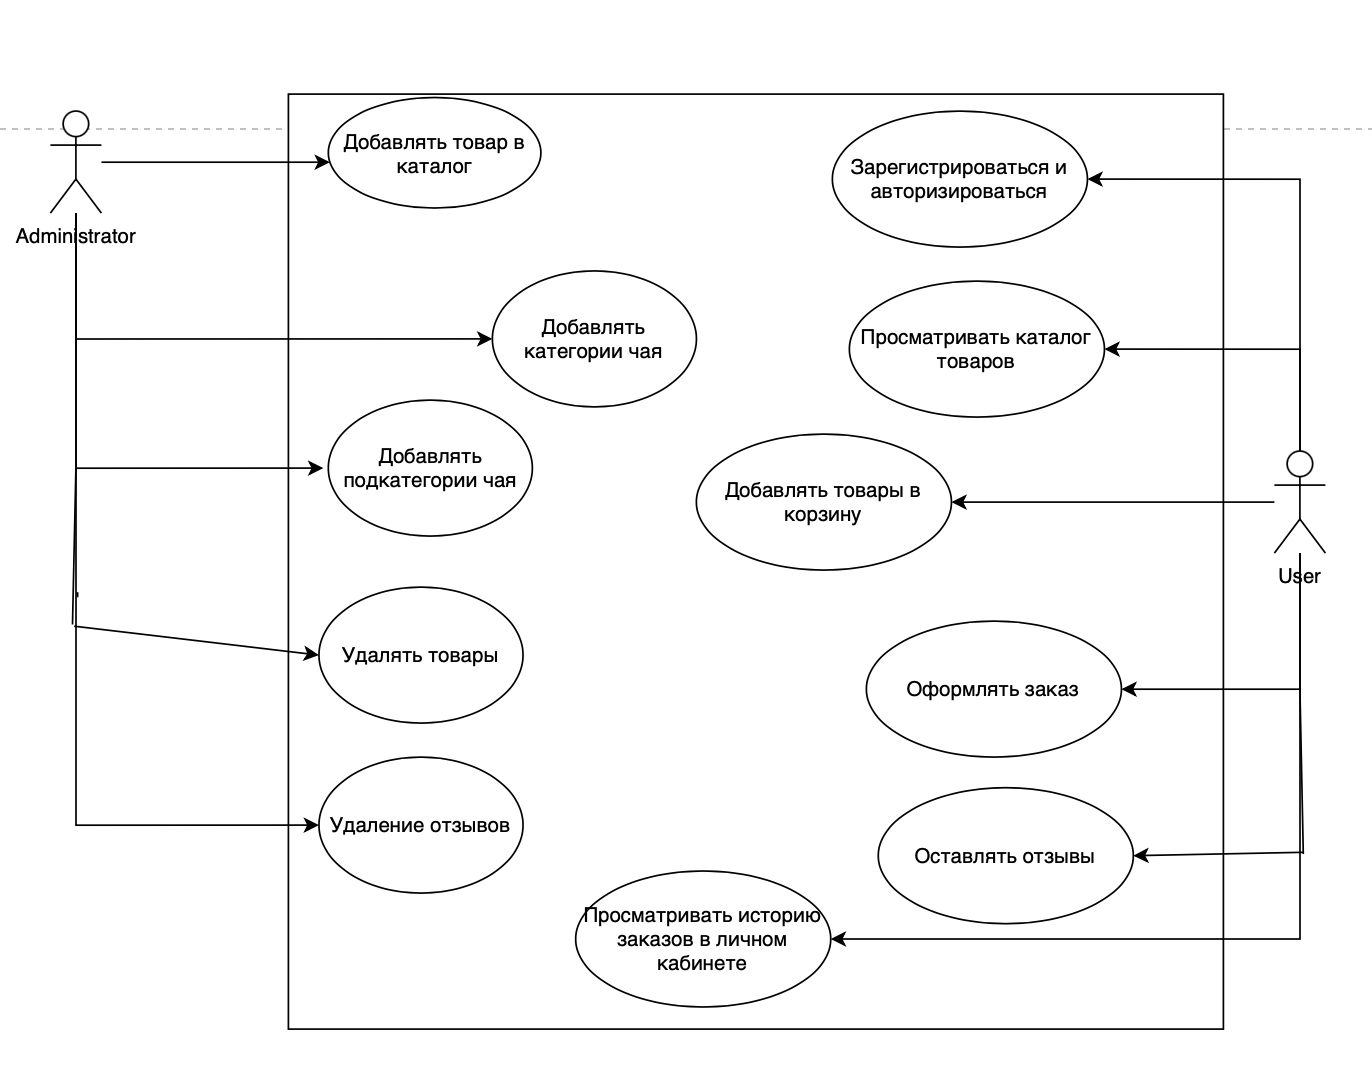 Administrator
Добавлять товар в
каталог
Добавлять
категории чая
Добавлять
подкатегории чая
Удалять товары
Удаление отзывов
Зарегистрироваться и
авторизироваться
Просматривать каталог
товаров
Добавлять товары в
корзину
User
Оформлять заказ
Оставлять отзывы
Просматривать историю
заказов в личном
кабинете